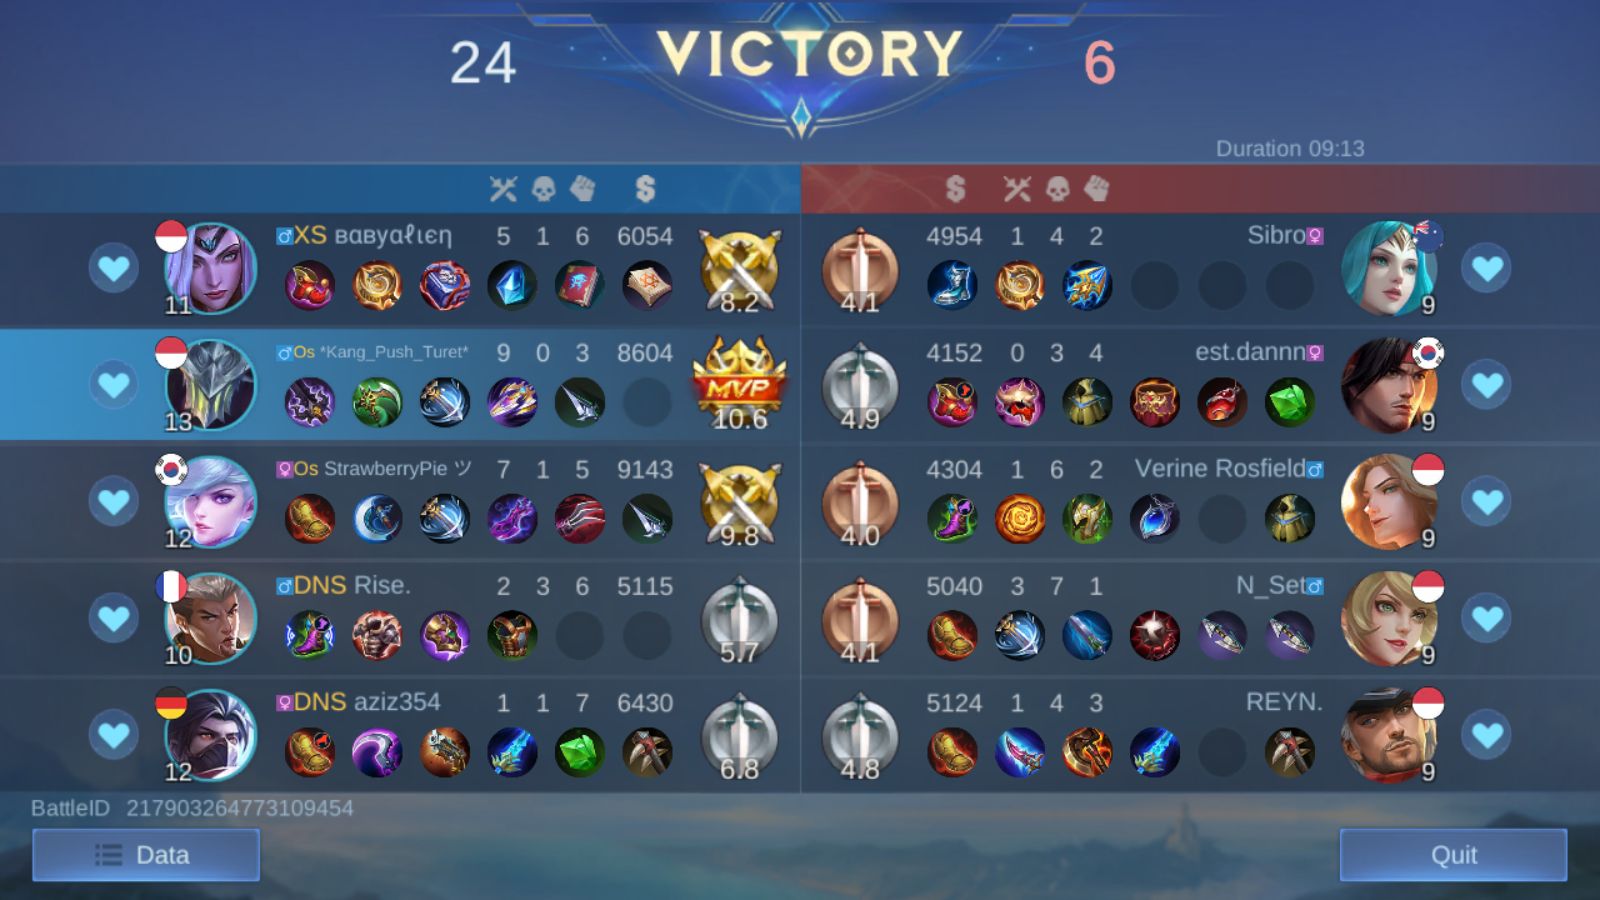 24 VICTORY 6
Duration 09:13
XS вавуαℓιєη 5 1 6 6054
11 8.2
4954 1 4 2 Sibro
4.1 9
Os *Kang_Push_Turet* 9 0 3 8604
13 MVP 10.6
4152 0 3 4 est.dannn
4.9 9
Os StrawberryPie ツ 7 1 5 9143
12 9.8
4304 1 6 2 Verine Rosfield
4.0 9
DNS Rise. 2 3 6 5115
10 5.7
5040 3 7 1 N_Set
4.1 9
DNS aziz354 1 1 7 6430
12 6.8
5124 1 4 3 REYN.
4.8 9
BattleID 217903264773109454
Data
Quit